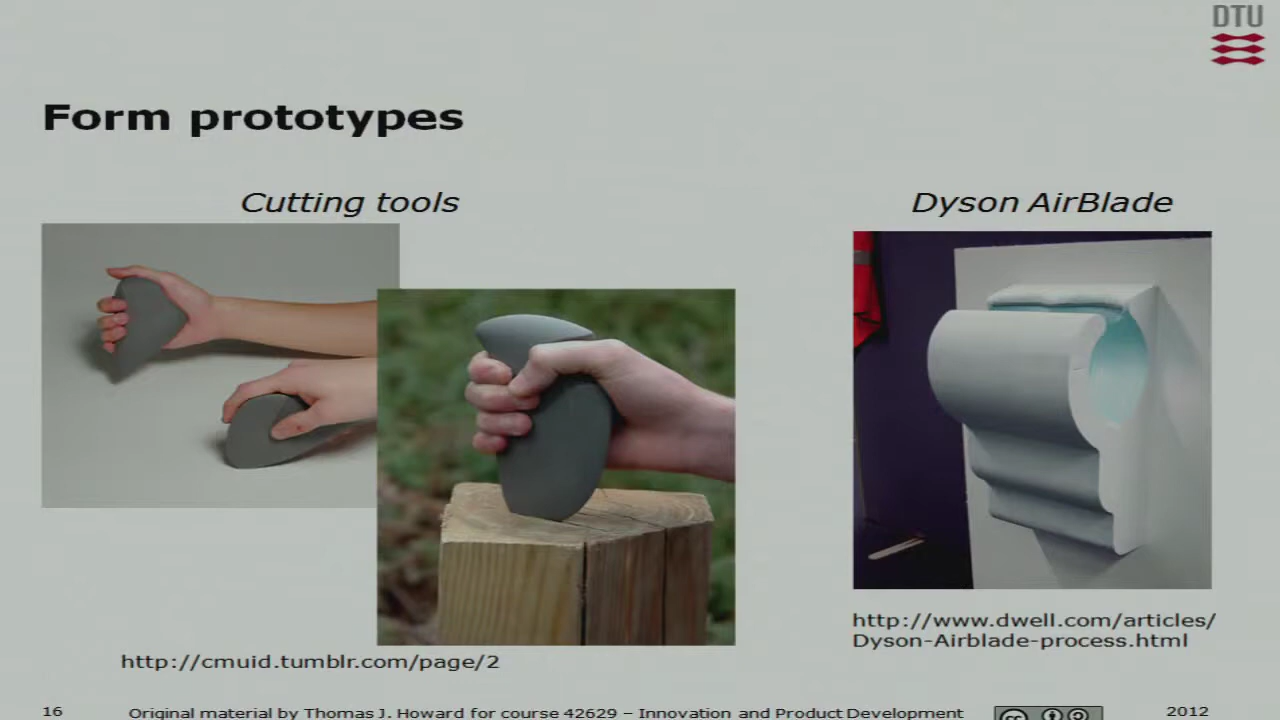 DTU
Form prototypes
Cutting tools
Dyson AirBlade
http://www.dwell.com/articles/
Dyson-Airblade-process.html
http://cmuid.tumblr.com/page/2
16 Original material by Thomas J. Howard for course 42629 – Innovation and Product Development cc 2012